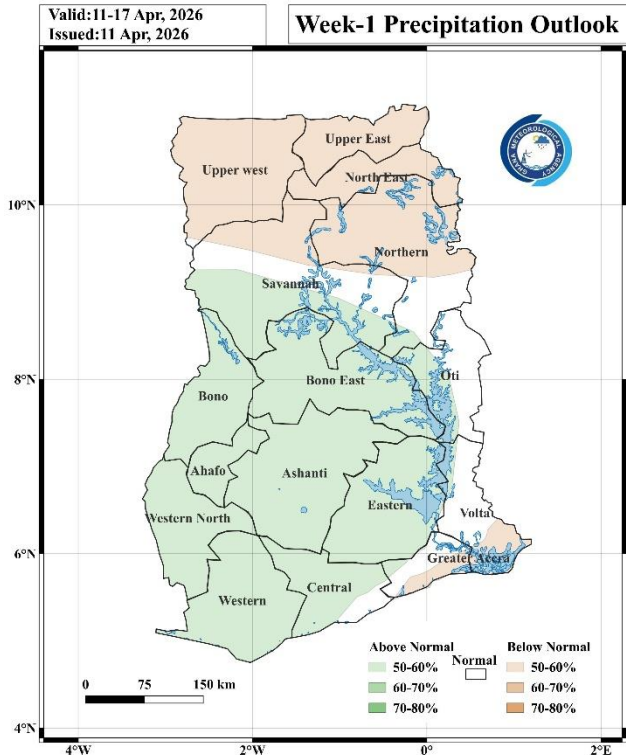 Valid:11-17 Apr, 2026
Issued:11 Apr, 2026
Week-1 Precipitation Outlook
Upper East
Upper west
North East
10°N
Northern
Savannah
8°N
Bono East
Oti
Bono
Ahafo
Ashanti
Western North
Eastern
Volta
6°N
Greater Accra
Central
Western
Above Normal
Normal
Below Normal
50-60%
50-60%
60-70%
60-70%
70-80%
70-80%
0 75 150 km
4°N
4°W
2°W
0°
2°E
GHANA METEOROLOGICAL AGENCY